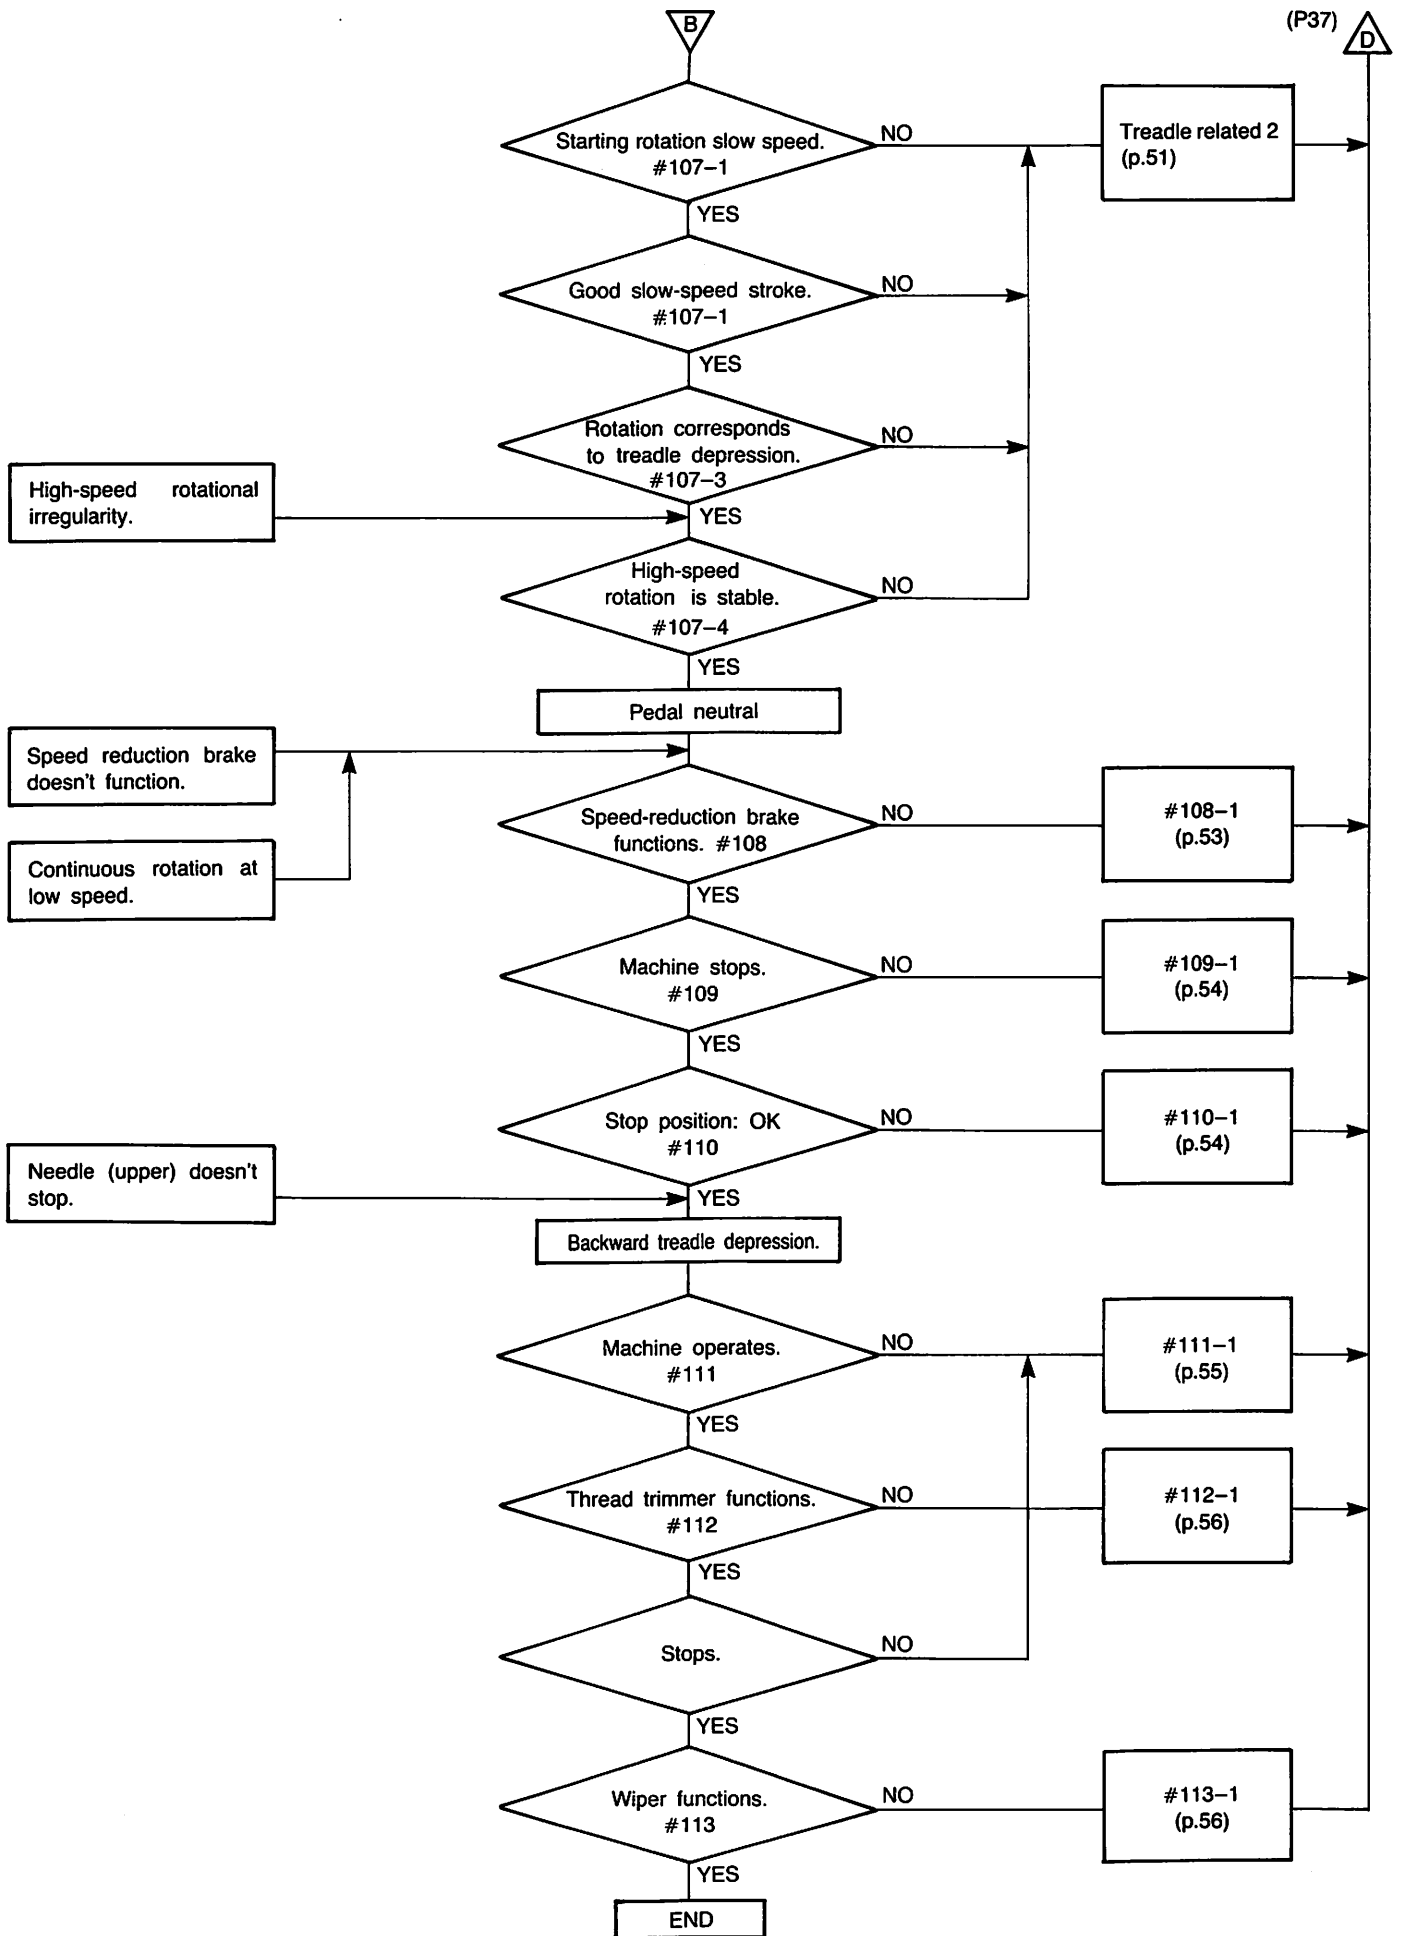 B
(P37)
D
Starting rotation slow speed.
#107-1
NO
Treadle related 2
(p.51)
YES
Good slow-speed stroke.
#107-1
NO
YES
Rotation corresponds
to treadle depression.
#107-3
NO
High-speed rotational
irregularity.
YES
High-speed
rotation is stable.
#107-4
NO
YES
Pedal neutral
Speed reduction brake
doesn't function.
Speed-reduction brake
functions. #108
NO
#108-1
(p.53)
Continuous rotation at
low speed.
YES
Machine stops.
#109
NO
#109-1
(p.54)
YES
Stop position: OK
#110
NO
#110-1
(p.54)
Needle (upper) doesn't
stop.
YES
Backward treadle depression.
Machine operates.
#111
NO
#111-1
(p.55)
YES
Thread trimmer functions.
#112
NO
#112-1
(p.56)
YES
Stops.
NO
YES
Wiper functions.
#113
NO
#113-1
(p.56)
YES
END